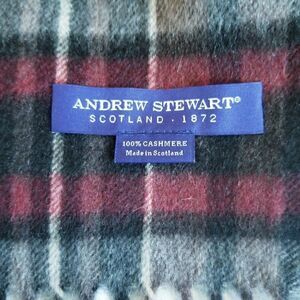 ANDREW STEWART®
SCOTLAND · 1872
100% CASHMERE
Made in Scotland